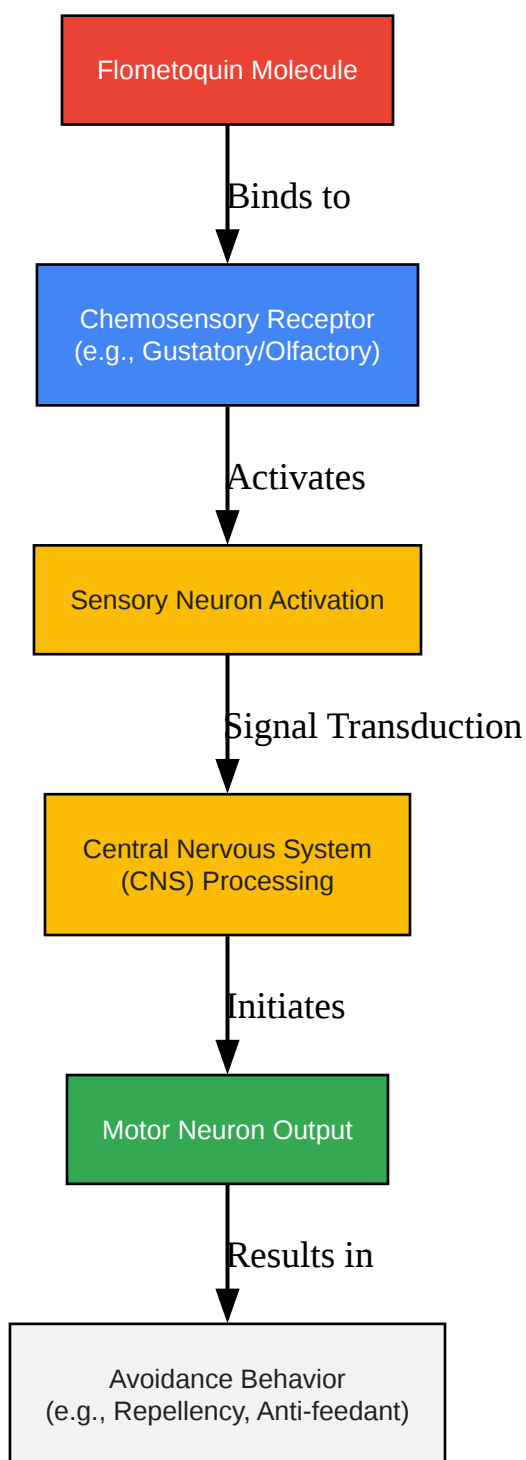 Flometoquin Molecule
Binds to
Chemosensory Receptor
(e.g., Gustatory/Olfactory)
Activates
Sensory Neuron Activation
Signal Transduction
Central Nervous System
(CNS) Processing
Initiates
Motor Neuron Output
Results in
Avoidance Behavior
(e.g., Repellency, Anti-feedant)